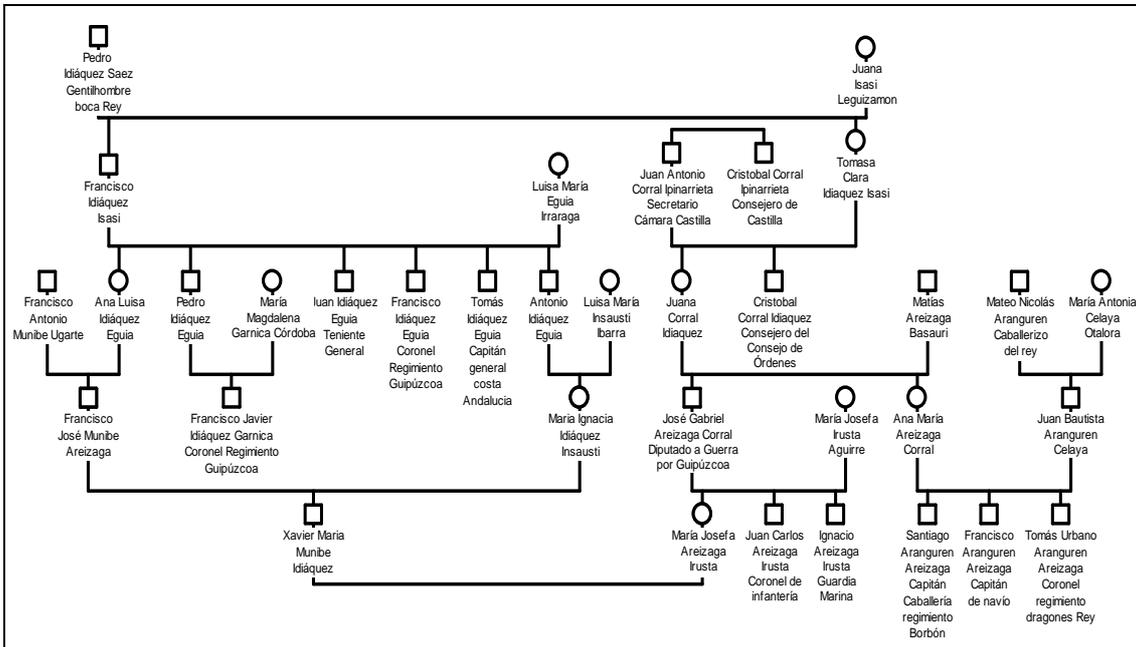 Pedro
Idiáquez Saez
Gentilhombre
boca Rey
Juana
Isasi
Leguizamon
Francisco
Idiáquez
Isasi
Luisa María
Eguia
Irraraga
Juan Antonio
Corral Ipinarrieta
Secretario
Cámara Castilla
Cristobal Corral
Ipinarrieta
Consejero de
Castilla
Tomasa
Clara
Idiaquez Isasi
Francisco
Antonio
Munibe Ugarte
Ana Luisa
Idiáquez
Eguia
Pedro
Idiáquez
Eguia
María
Magdalena
Garnica Córdoba
Iuan Idiáquez
Eguia
Teniente
General
Francisco
Idiáquez
Eguia
Coronel
Regimiento
Guipúzcoa
Tomás
Idiáquez
Eguia
Capitán
general
costa
Andalucia
Antonio
Idiáquez
Eguia
Luisa María
Insausti
Ibarra
Juana
Corral
Idiaquez
Cristobal
Corral Idiaquez
Consejero del
Consejo de
Órdenes
Matías
Areizaga
Basauri
Mateo Nicolás
Aranguren
Caballerizo
del rey
María Antonia
Celaya
Otalora
Francisco
José Munibe
Areizaga
Francisco Javier
Idiáquez Garnica
Coronel Regimiento
Guipúzcoa
Maria Ignacia
Idiáquez
Insausti
José Gabriel
Areizaga Corral
Diputado a Guerra
por Guipúzcoa
María Josefa
Irusta
Aguirre
Ana María
Areizaga
Corral
Juan Bautista
Aranguren
Celaya
Xavier Maria
Munibe
Idiáquez
María Josefa
Areizaga
Irusta
Juan Carlos
Areizaga
Irusta
Coronel de
infantería
Ignacio
Areizaga
Irusta
Guardia
Marina
Santiago
Aranguren
Areizaga
Capitán
Caballería
regimiento
Borbón
Francisco
Aranguren
Areizaga
Capitán
de navío
Tomás Urbano
Aranguren
Areizaga
Coronel
regimiento
dragones Rey